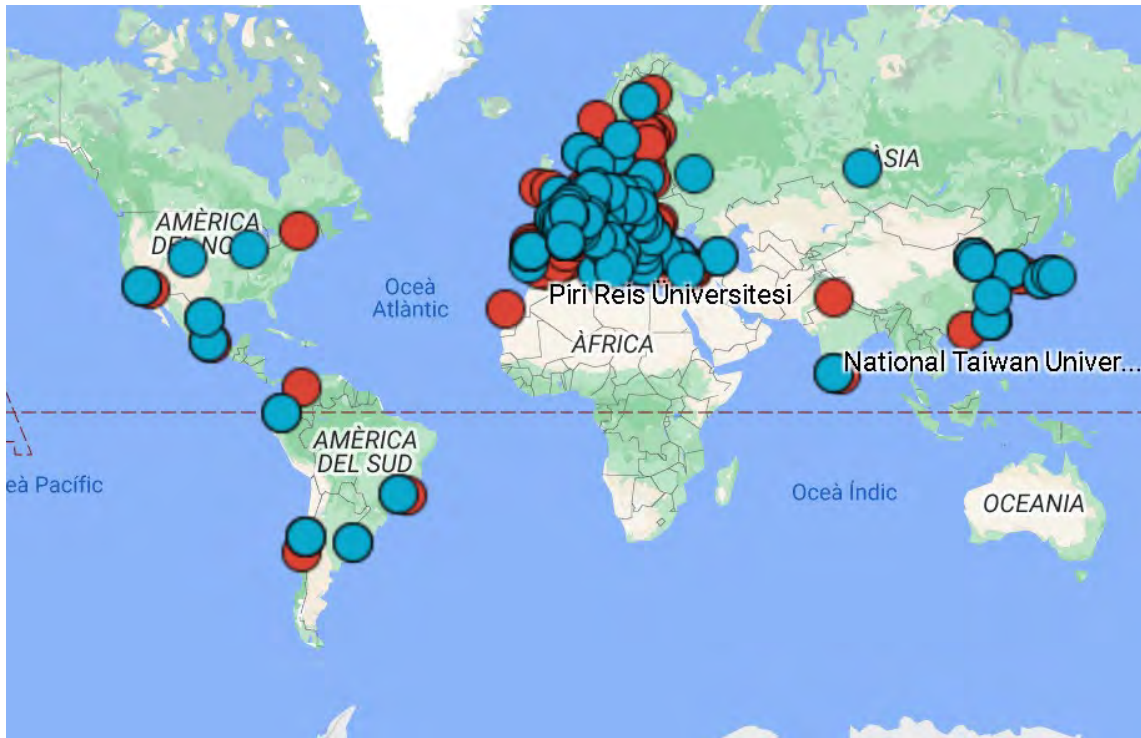 ÀSIA
AMÈRICA
DEL NO
Oceà
Atlàntic
Piri Reis Üniversitesi
ÀFRICA
National Taiwan Univer...
AMÈRICA
DEL SUD
eà Pacífic
Oceà Índic
OCEANIA